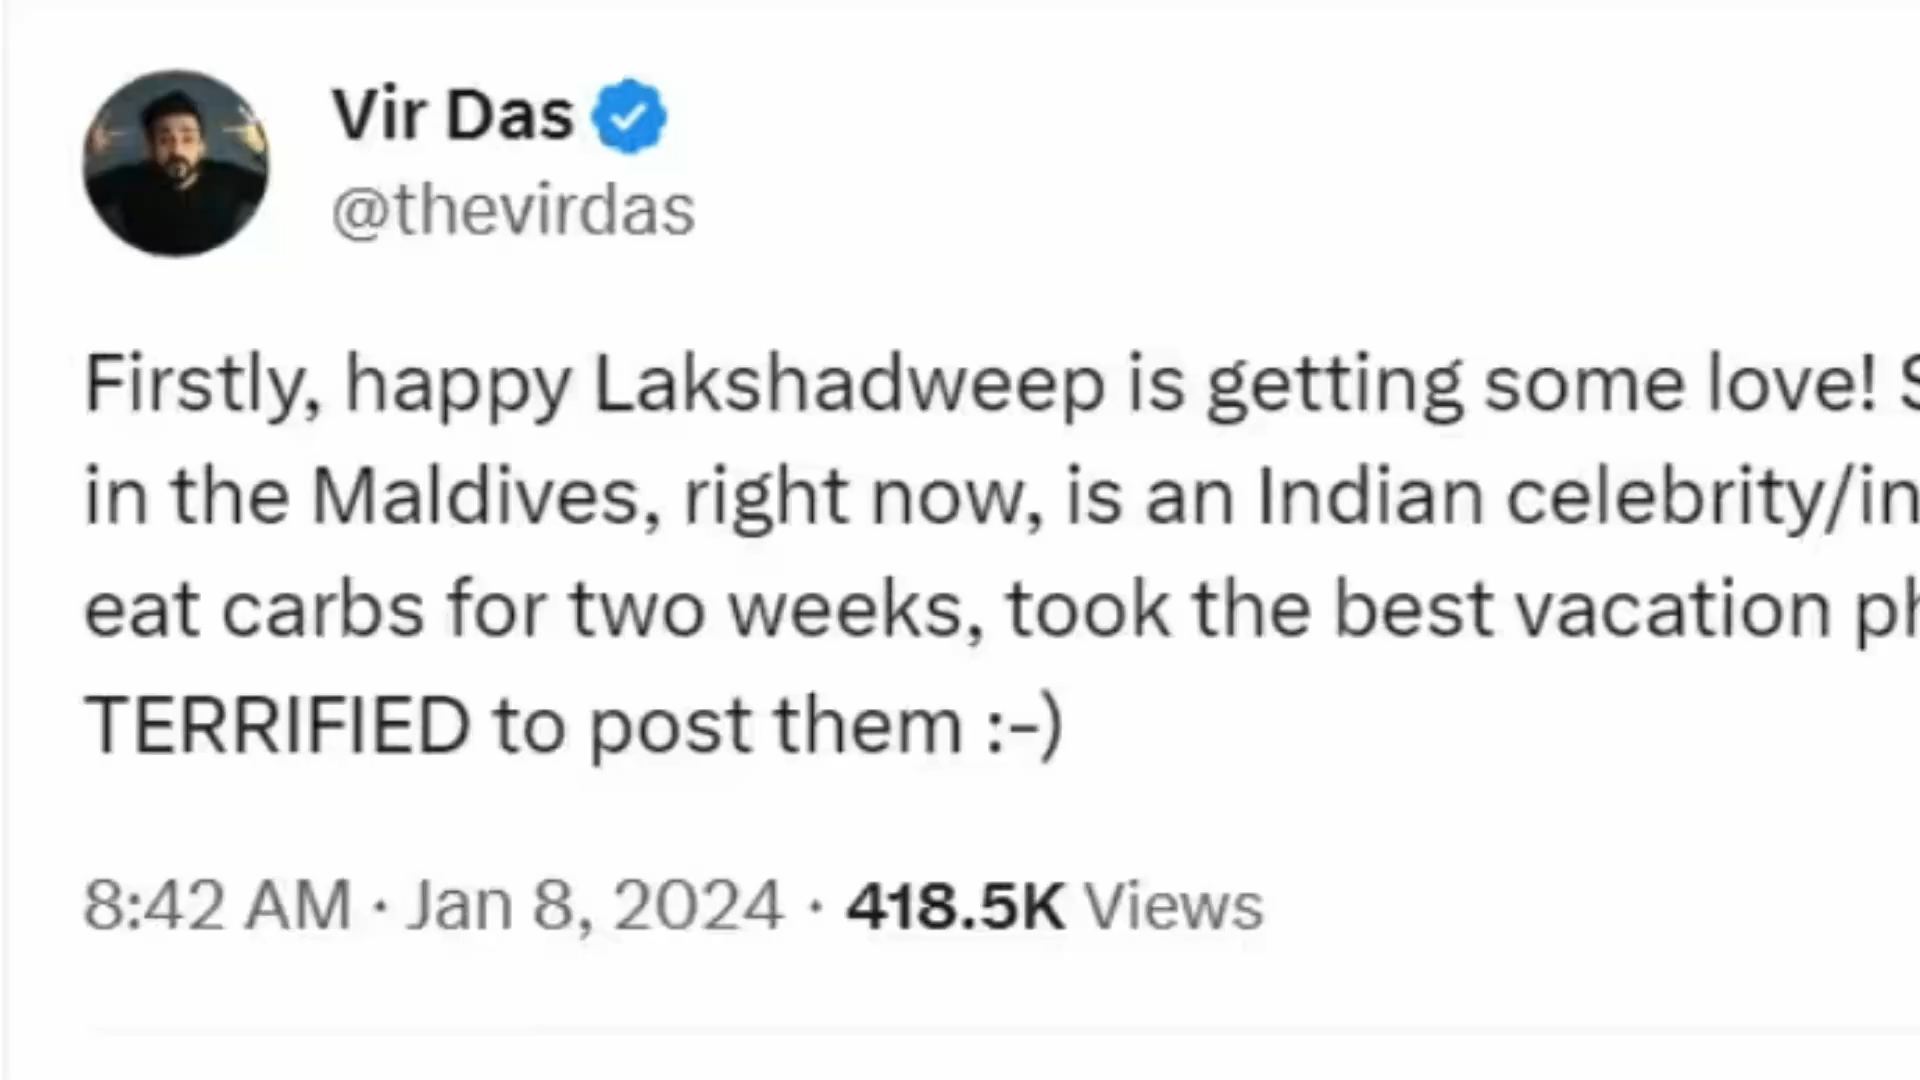 Vir Das
@thevirdas
Firstly, happy Lakshadweep is getting some love! S
in the Maldives, right now, is an Indian celebrity/in
eat carbs for two weeks, took the best vacation ph
TERRIFIED to post them :-)
8:42 AM · Jan 8, 2024 · 418.5K Views